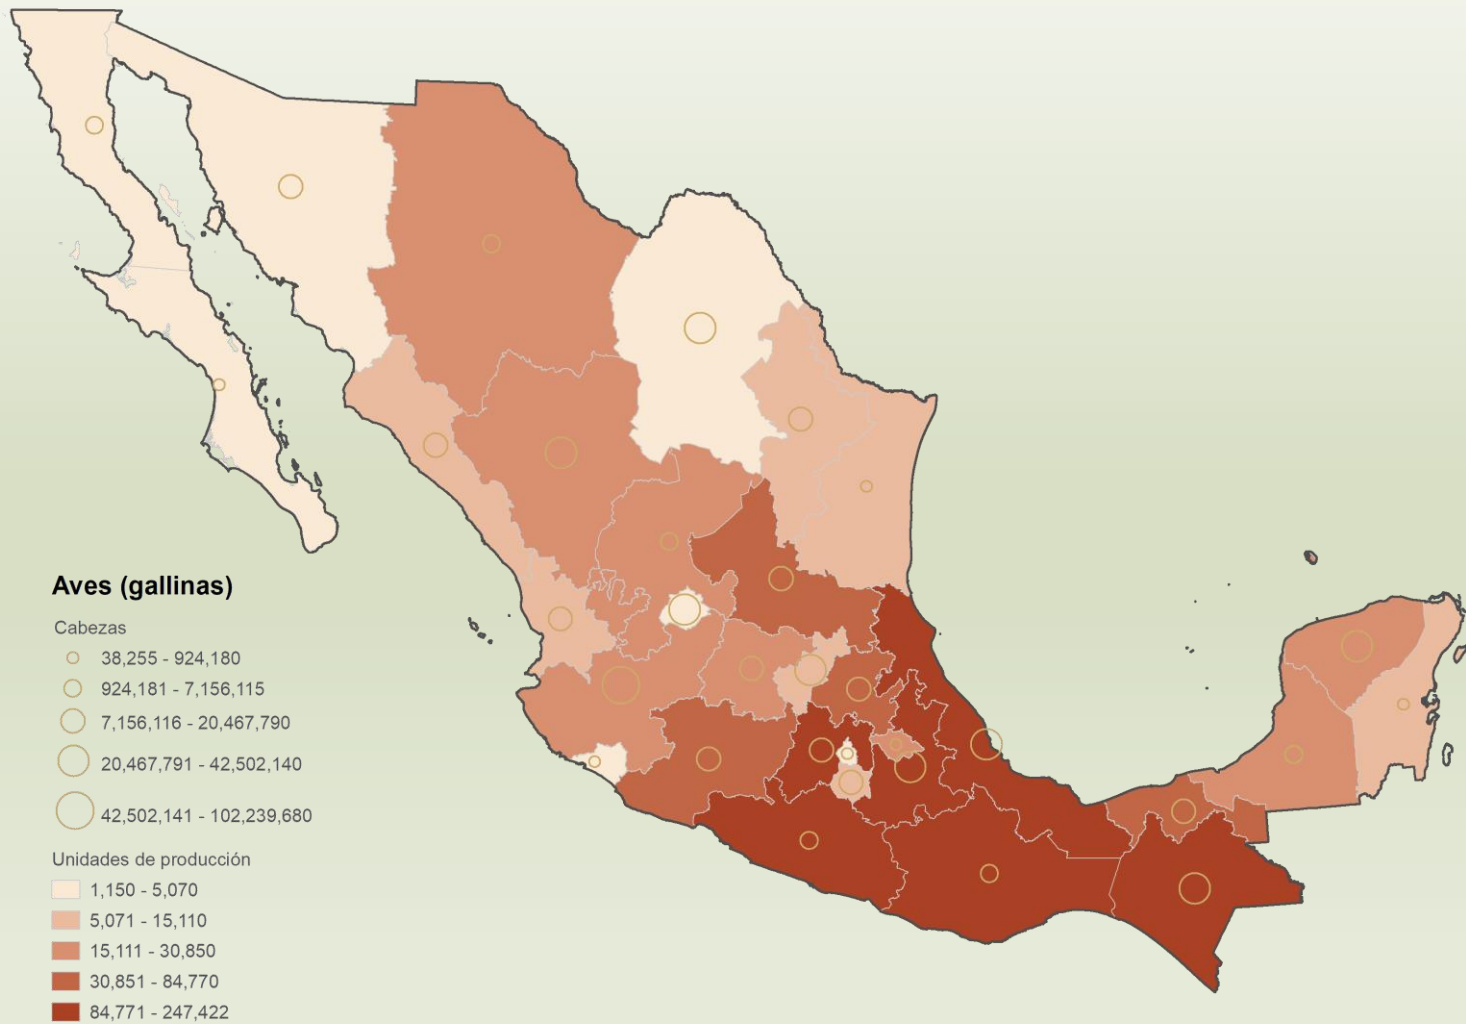 Aves (gallinas)
Cabezas
38,255 - 924,180
924,181 - 7,156,115
7,156,116 - 20,467,790
20,467,791 - 42,502,140
42,502,141 - 102,239,680
Unidades de producción
1,150 - 5,070
5,071 - 15,110
15,111 - 30,850
30,851 - 84,770
84,771 - 247,422